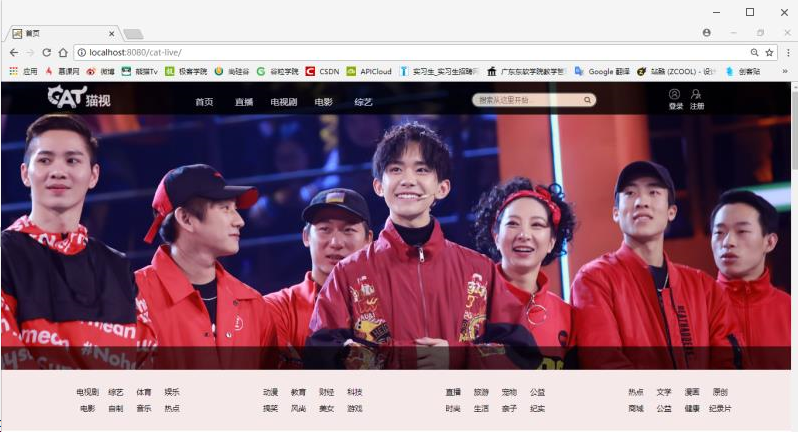 首页
localhost:8080/cat-live/
应用 慕课网 微博 熊猫Tv 极客学院 尚硅谷 谷粒学院 CSDN APICloud 实习生_实习生招聘 广东东软学院教学 Google 翻译 站酷 (ZCOOL) - 设计 创客贴
CAT猫视 首页 直播 电视剧 电影 综艺 搜索从这里开始... 登录 注册
mean
#Noh
电视剧 综艺 体育 娱乐 动漫 教育 财经 科技 直播 旅游 宠物 公益 热点 文学 漫画 原创
电影 自制 音乐 热点 搞笑 风尚 美女 游戏 时尚 生活 亲子 纪实 商城 公益 健康 纪录片